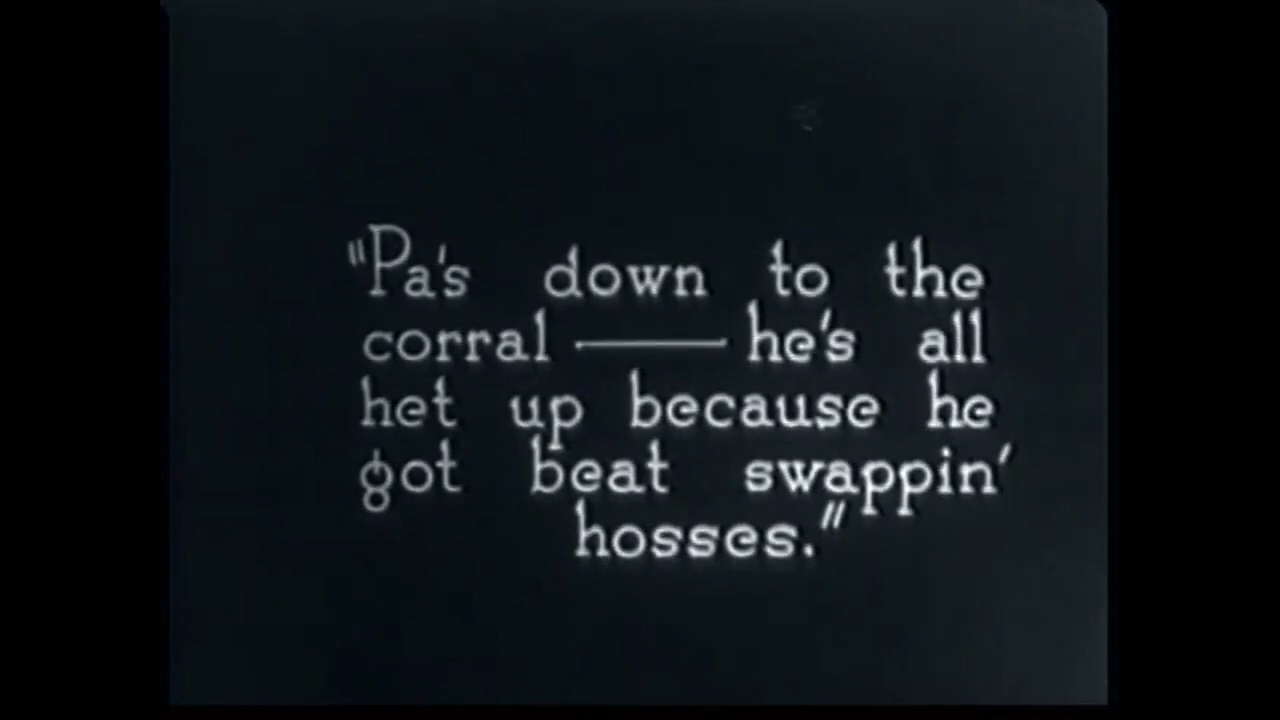 "Pa's down to the
corral —— he's all
het up because he
got beat swappin'
hosses."